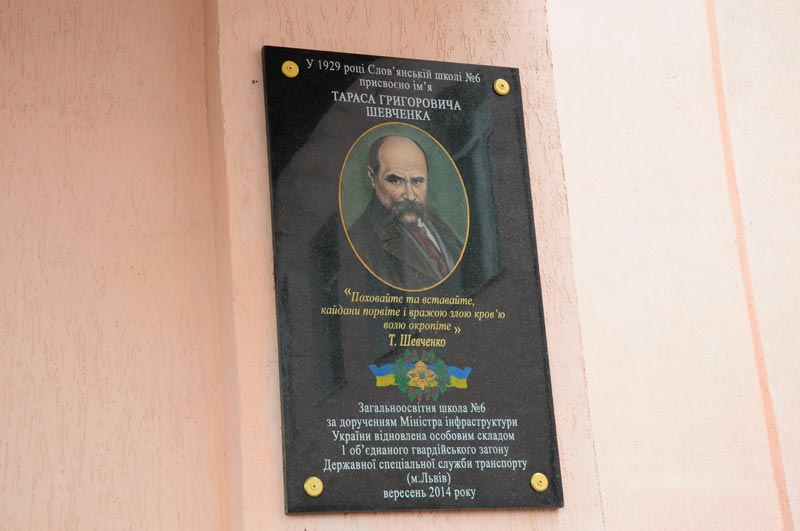 У 1929 році Слов'янській школі №6
присвоєно ім'я
ТАРАСА ГРИГОРОВИЧА
ШЕВЧЕНКА
«Поховайте та вставайте,
кайдани порвіте і вражою злою кров'ю
волю окропіте»
Т. Шевченко
Загальноосвітня школа №6
за дорученням Міністра інфраструктури
України відновлена особовим складом
1 об'єднаного гвардійського загону
Державної спеціальної служби транспорту
(м.Львів)
вересень 2014 року